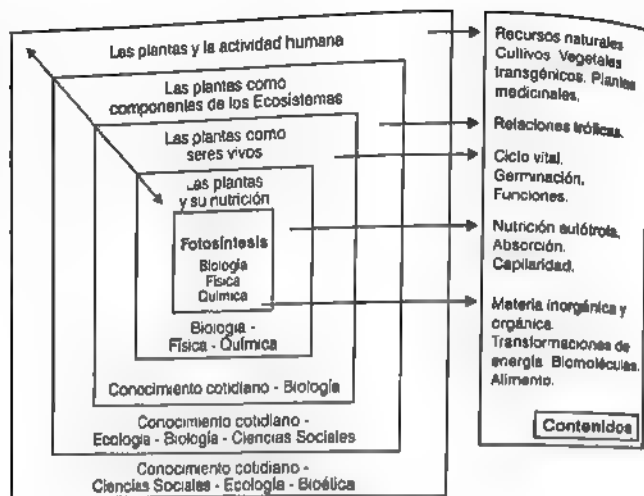 Las plantas y la actividad humana
Las plantas como
componentes de los Ecosistemas
Las plantas como
seres vivos
Las plantas
y su nutrición
Fotosíntesis
Biología
Física
Química
Biología -
Física - Química
Conocimiento cotidiano - Biología
Conocimiento cotidiano -
Ecología - Biología - Ciencias Sociales
Conocimiento cotidiano -
Ciencias Sociales - Ecología - Bioética
Recursos naturales
Cultivos Vegetales
transgénicos. Plantas
medicinales.
Relaciones tróficas.
Ciclo vital.
Germinación.
Funciones.
Nutrición autótrofa.
Absorción.
Capilaridad.
Materia inorgánica y
orgánica.
Transformaciones de
energía Biomoléculas.
Alimento.
Contenidos